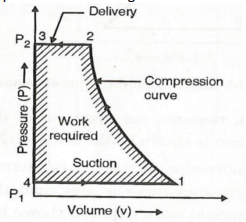 Delivery
P2 3 2
Compression
curve
Pressure (P)
Work
required
Suction
4 1
P1
Volume (v)